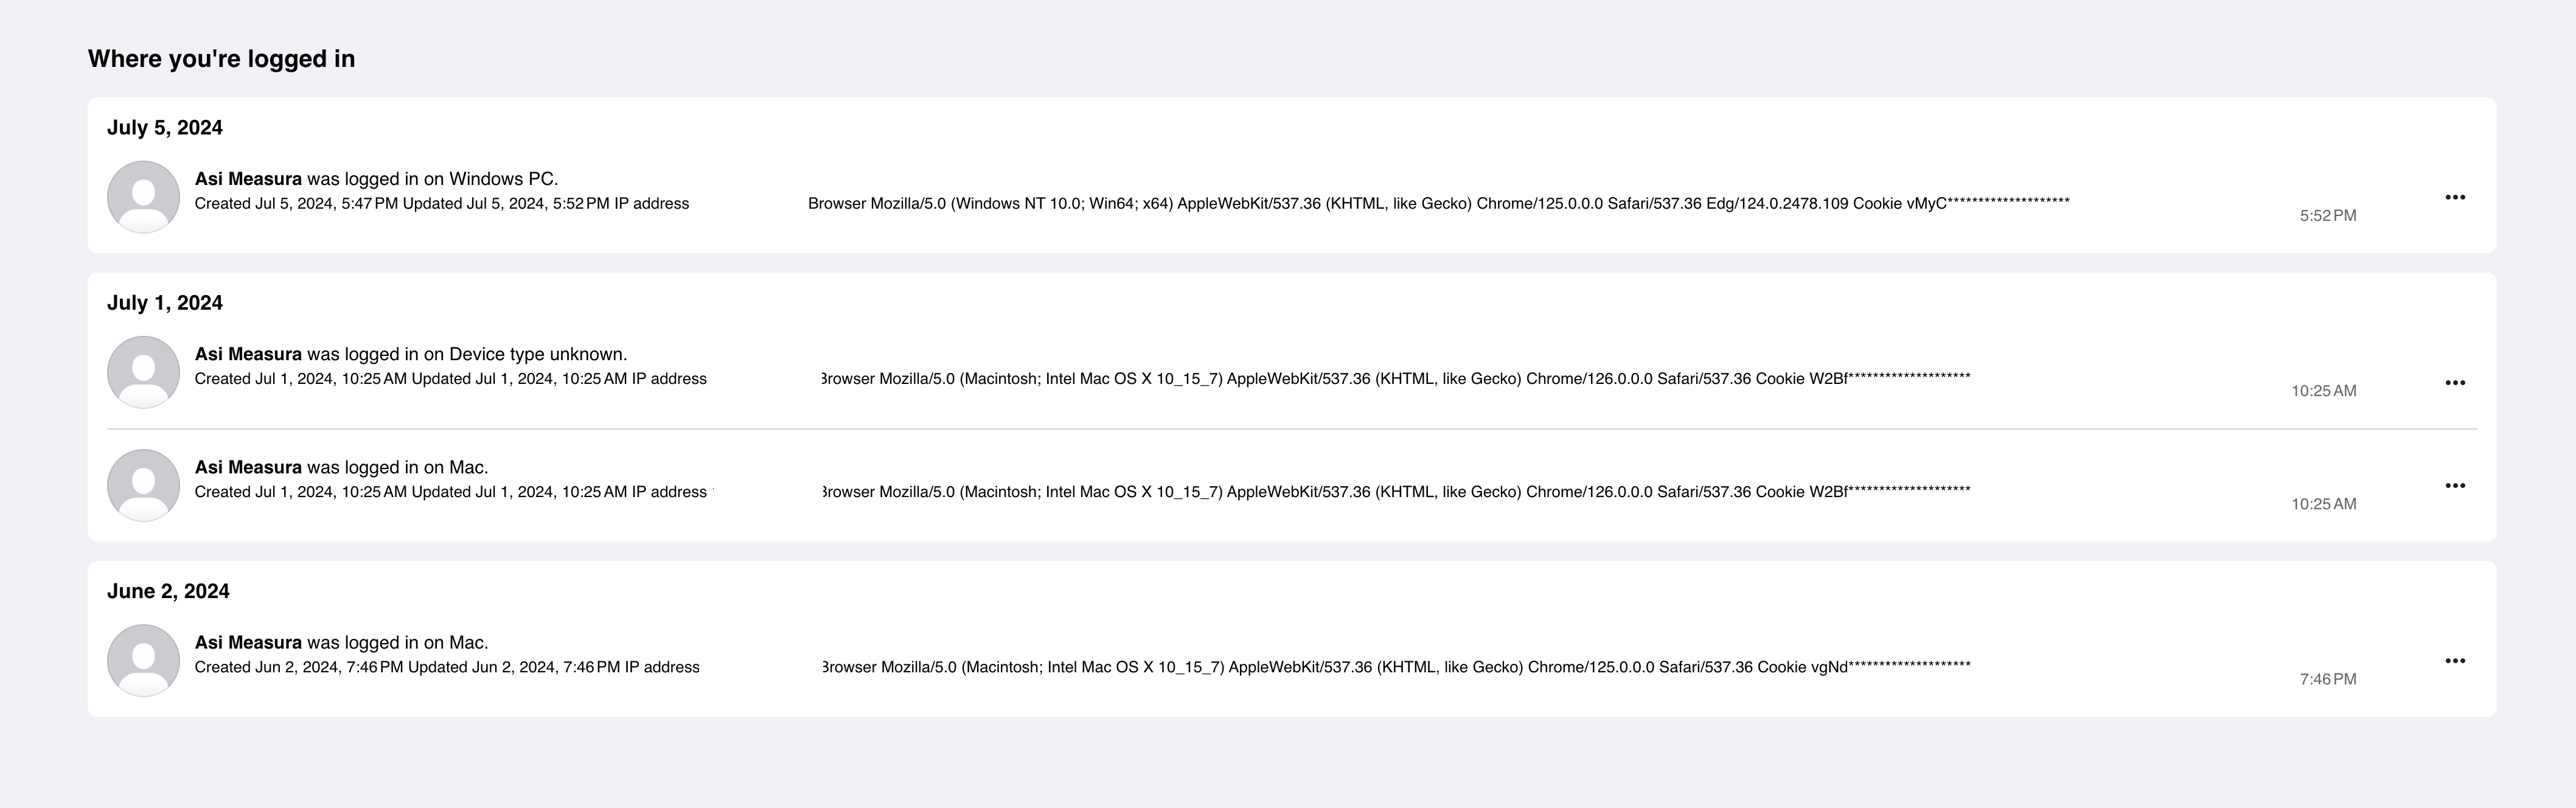 Where you're logged in
July 5, 2024
Asi Measura was logged in on Windows PC.
Created Jul 5, 2024, 5:47 PM Updated Jul 5, 2024, 5:52 PM IP address Browser Mozilla/5.0 (Windows NT 10.0; Win64; x64) AppleWebKit/537.36 (KHTML, like Gecko) Chrome/125.0.0.0 Safari/537.36 Edg/124.0.2478.109 Cookie vMyC********************
5:52 PM
July 1, 2024
Asi Measura was logged in on Device type unknown.
Created Jul 1, 2024, 10:25 AM Updated Jul 1, 2024, 10:25 AM IP address Browser Mozilla/5.0 (Macintosh; Intel Mac OS X 10_15_7) AppleWebKit/537.36 (KHTML, like Gecko) Chrome/126.0.0.0 Safari/537.36 Cookie W2Bf********************
10:25 AM
Asi Measura was logged in on Mac.
Created Jul 1, 2024, 10:25 AM Updated Jul 1, 2024, 10:25 AM IP address Browser Mozilla/5.0 (Macintosh; Intel Mac OS X 10_15_7) AppleWebKit/537.36 (KHTML, like Gecko) Chrome/126.0.0.0 Safari/537.36 Cookie W2Bf********************
10:25 AM
June 2, 2024
Asi Measura was logged in on Mac.
Created Jun 2, 2024, 7:46 PM Updated Jun 2, 2024, 7:46 PM IP address Browser Mozilla/5.0 (Macintosh; Intel Mac OS X 10_15_7) AppleWebKit/537.36 (KHTML, like Gecko) Chrome/125.0.0.0 Safari/537.36 Cookie vgNd********************
7:46 PM